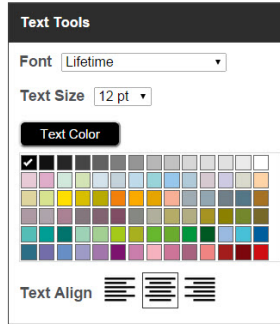 Text Tools
Font Lifetime
Text Size 12 pt
Text Color
Text Align